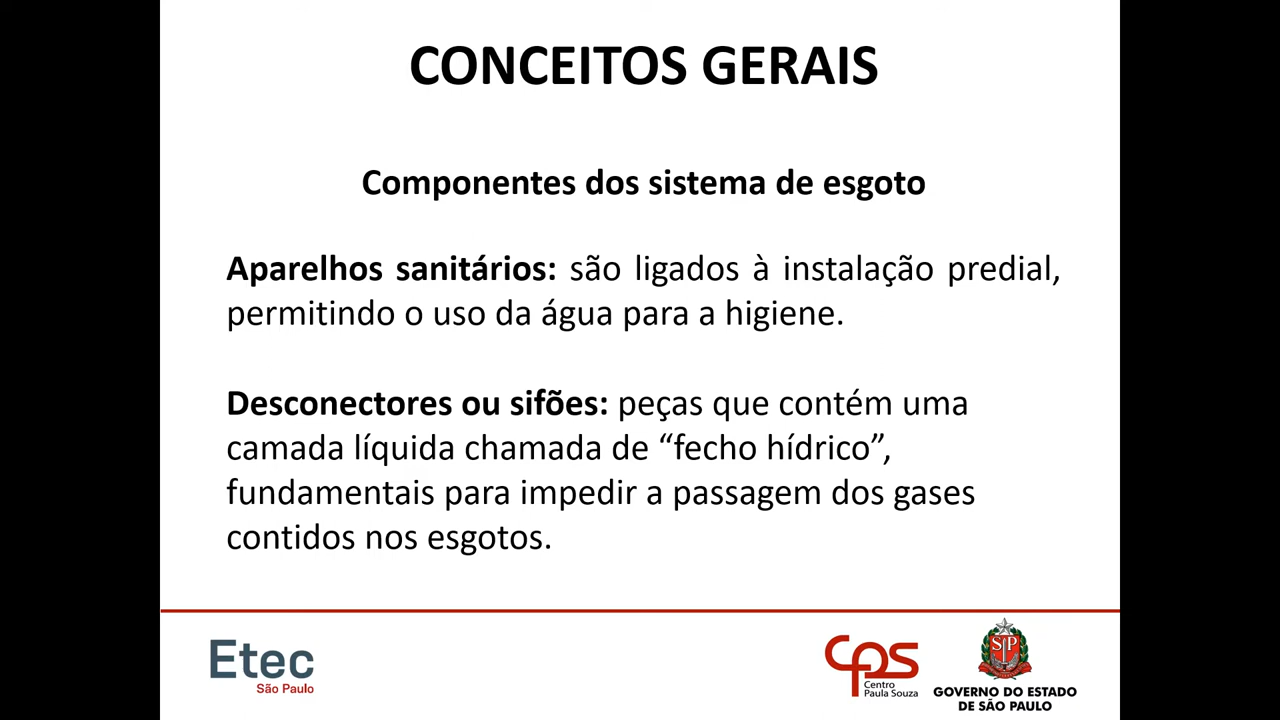 CONCEITOS GERAIS
Componentes dos sistema de esgoto
Aparelhos sanitários: são ligados à instalação predial,
permitindo o uso da água para a higiene.
Desconectores ou sifões: peças que contém uma
camada líquida chamada de “fecho hídrico”,
fundamentais para impedir a passagem dos gases
contidos nos esgotos.
Etec
São Paulo
cps
Centro
Paula Souza
SP
GOVERNO DO ESTADO
DE SÃO PAULO